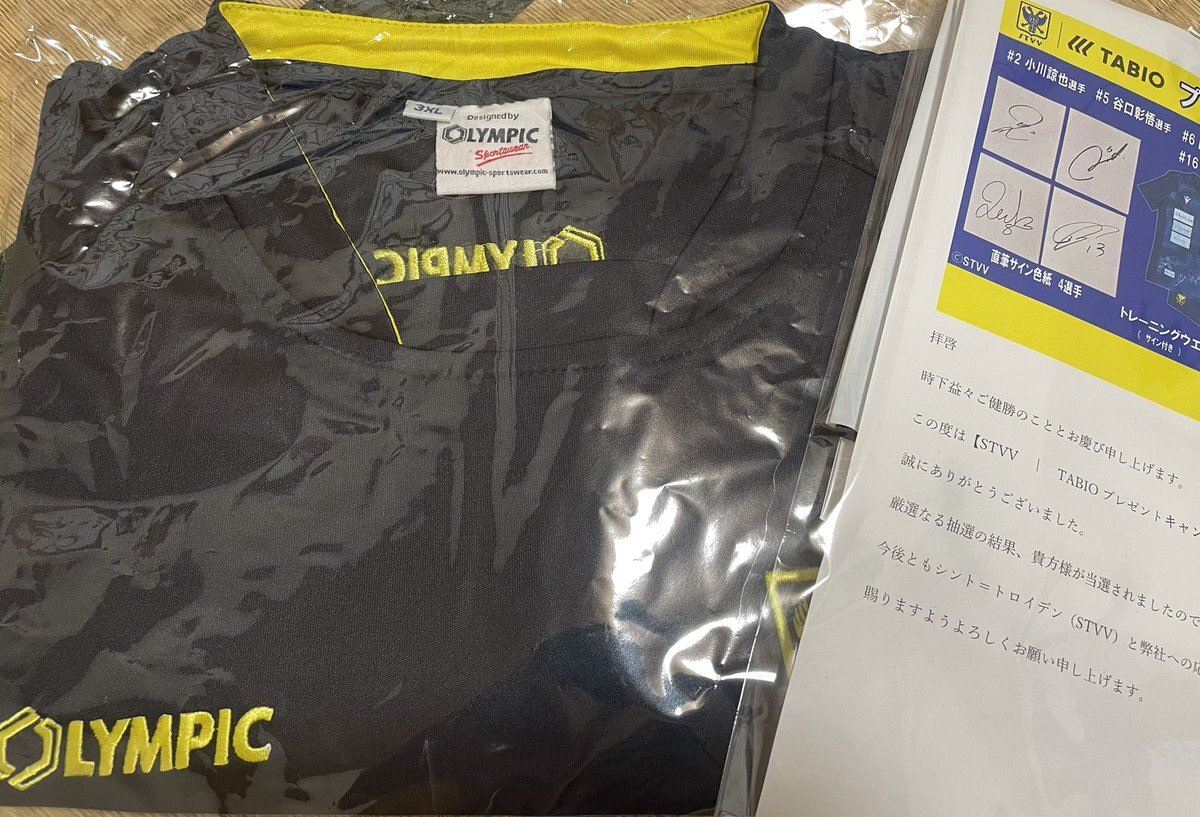 3XL
Designed by
OLYMPIC
Sportswear
www.olympic-sportswear.com
OLYMPIC
OLYMPIC
STVV
TABIO プ
#2 小川諒也選手 #5 谷口彰悟選手 #6
#16
13
©STVV
直筆サイン色紙 4選手
トレーニングウエ
( サイン付き )
拝啓
時下益々ご健勝のこととお慶び申し上げます。
この度は【STVV | TABIO プレゼントキャン
誠にありがとうございました。
厳選なる抽選の結果、貴方様が当選されましたので
今後ともシント=トロイデン (STVV) と弊社への応
賜りますようよろしくお願い申し上げます。